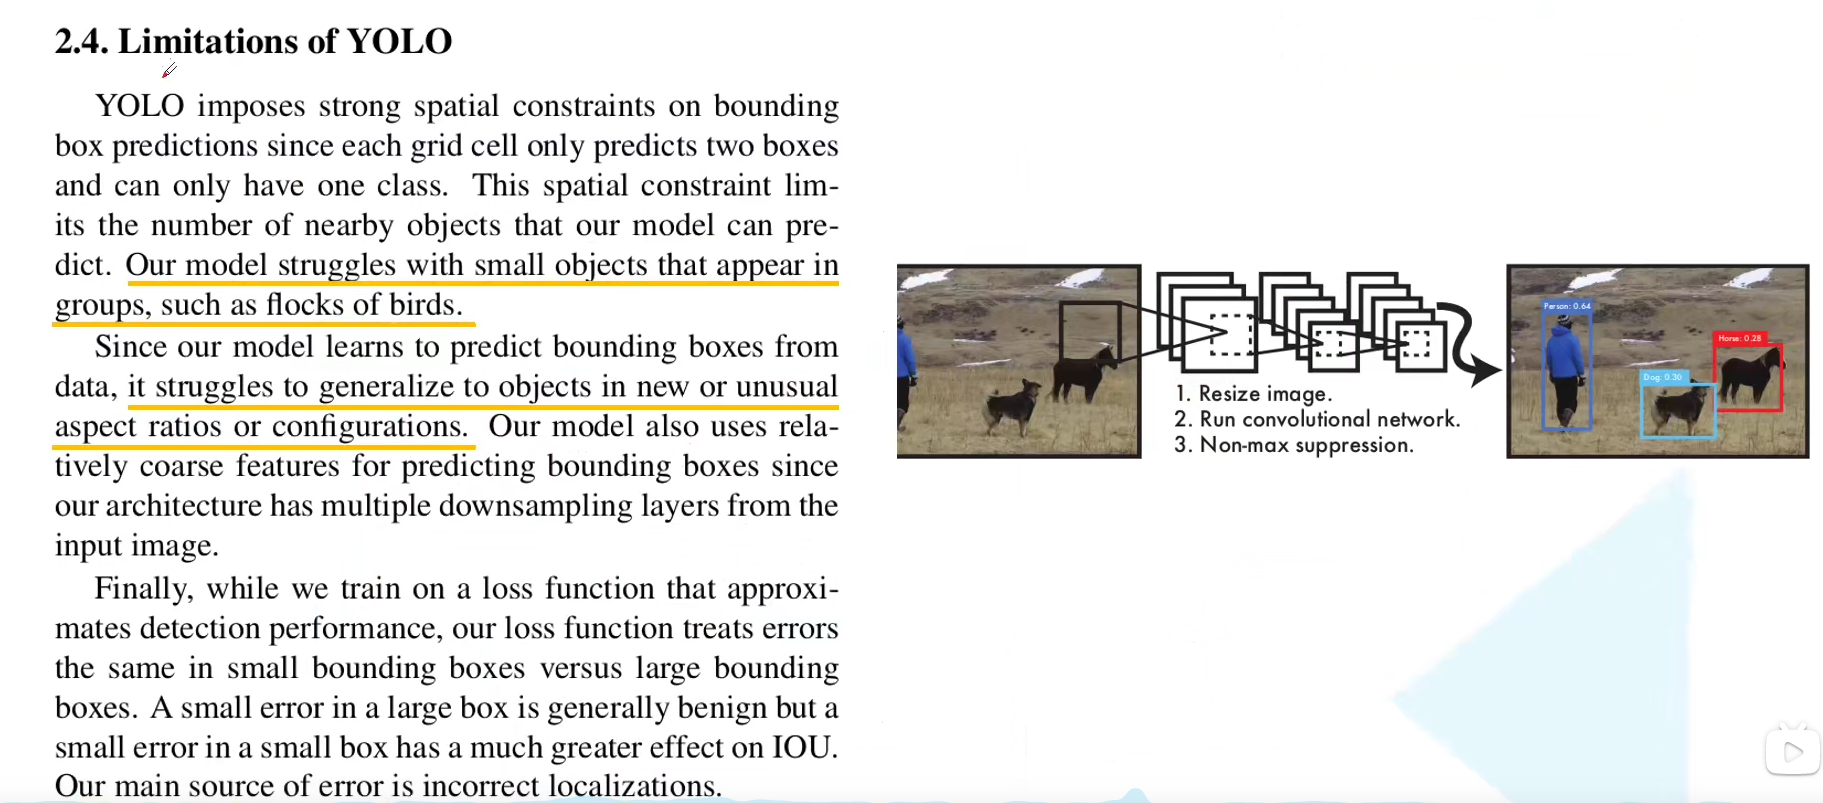 2.4. Limitations of YOLO
YOLO imposes strong spatial constraints on bounding
box predictions since each grid cell only predicts two boxes
and can only have one class. This spatial constraint lim-
its the number of nearby objects that our model can pre-
dict. Our model struggles with small objects that appear in
groups, such as flocks of birds.
Since our model learns to predict bounding boxes from
data, it struggles to generalize to objects in new or unusual
aspect ratios or configurations. Our model also uses rela-
tively coarse features for predicting bounding boxes since
our architecture has multiple downsampling layers from the
input image.
Finally, while we train on a loss function that approxi-
mates detection performance, our loss function treats errors
the same in small bounding boxes versus large bounding
boxes. A small error in a large box is generally benign but a
small error in a small box has a much greater effect on IOU.
Our main source of error is incorrect localizations.
1. Resize image.
2. Run convolutional network.
3. Non-max suppression.
Person: 0.64
Horse: 0.28
Dog: 0.30